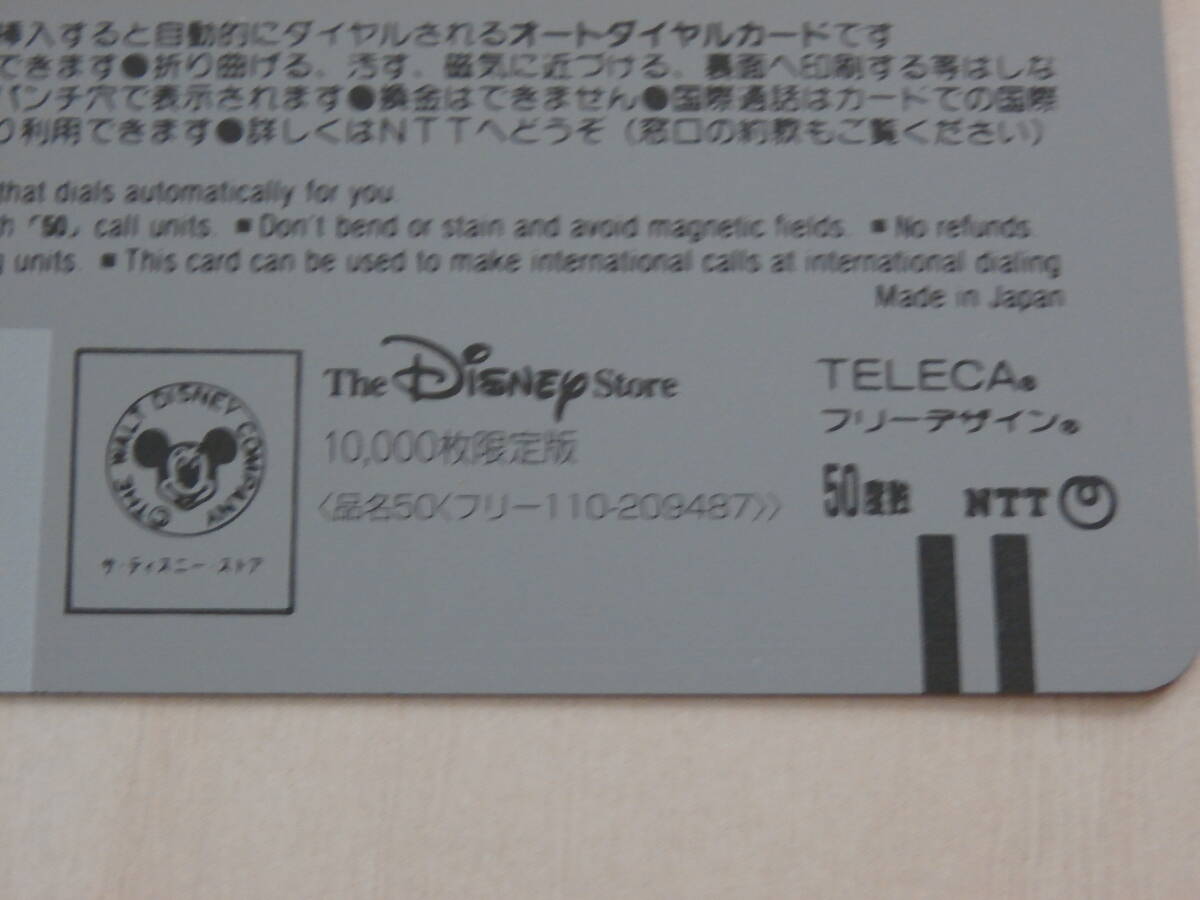 挿入すると自動的にダイヤルされるオートダイヤルカードです
できます●折り曲げる、汚す、磁気に近づける、裏面へ印刷する等はしな
パンチ穴で表示されます●換金はできません●国際通話はカードでの国際
り利用できます●詳しくはNTTへどうぞ（窓口の約款もご覧ください）
that dials automatically for you.
h「50」call units. ■Don't bend or stain and avoid magnetic fields. ■No refunds.
g units. ■This card can be used to make international calls at international dialing
Made in Japan
©THE WALT DISNEY COMPANY
ザ・ディズニー・ストア
The Disney Store
10,000枚限定版
〈品名50〈フリー110-209487〉〉
TELECA®
フリーデザイン®
50度数 NTT